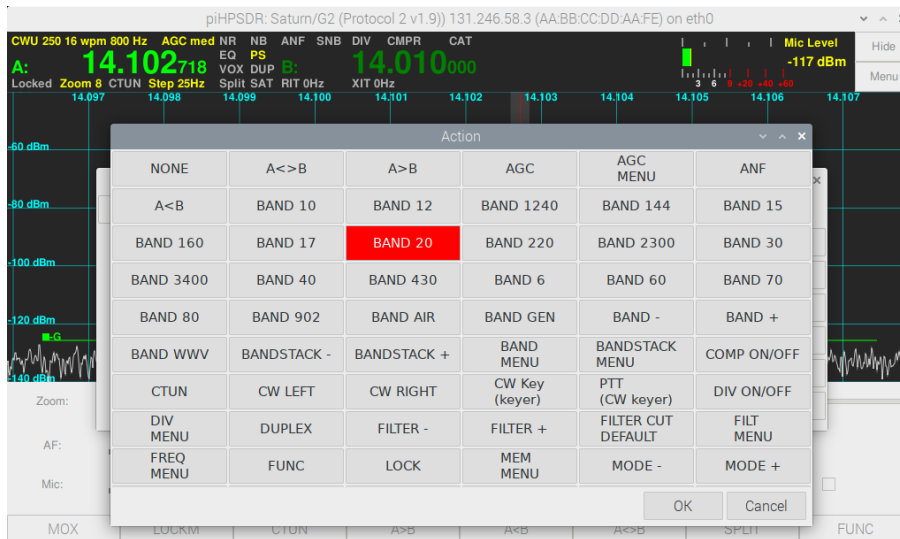 piHPSDR: Saturn/G2 (Protocol 2 v1.9)) 131.246.58.3 (AA:BB:CC:DD:AA:FE) on eth0
CWU 250 16 wpm 800 Hz AGC med NR NB ANF SNB DIV CMPR CAT
EQ PS
A: 14.102718 VOX DUP B: 14.010000
Locked Zoom 8 CTUN Step 25Hz Split SAT RIT 0Hz XIT 0Hz
Mic Level
-117 dBm
3 6 9 +20 +40 +60
Hide
Menu
14.097 14.098 14.099 14.100 14.101 14.102 14.103 14.104 14.105 14.106 14.107
Action
-60 dBm
-80 dBm
-100 dBm
-120 dBm
-G
-140 dBm
NONE A<>B A>B AGC AGC MENU ANF
A<B BAND 10 BAND 12 BAND 1240 BAND 144 BAND 15
BAND 160 BAND 17 BAND 20 BAND 220 BAND 2300 BAND 30
BAND 3400 BAND 40 BAND 430 BAND 6 BAND 60 BAND 70
BAND 80 BAND 902 BAND AIR BAND GEN BAND - BAND +
BAND WWV BANDSTACK - BANDSTACK + BAND MENU BANDSTACK MENU COMP ON/OFF
CTUN CW LEFT CW RIGHT CW Key (keyer) PTT (CW keyer) DIV ON/OFF
DIV MENU DUPLEX FILTER - FILTER + FILTER CUT DEFAULT FILT MENU
FREQ MENU FUNC LOCK MEM MENU MODE - MODE +
OK Cancel
Zoom:
AF:
Mic:
MOX LOCKM CTUN A>B A<B A<>B SPLIT FUNC